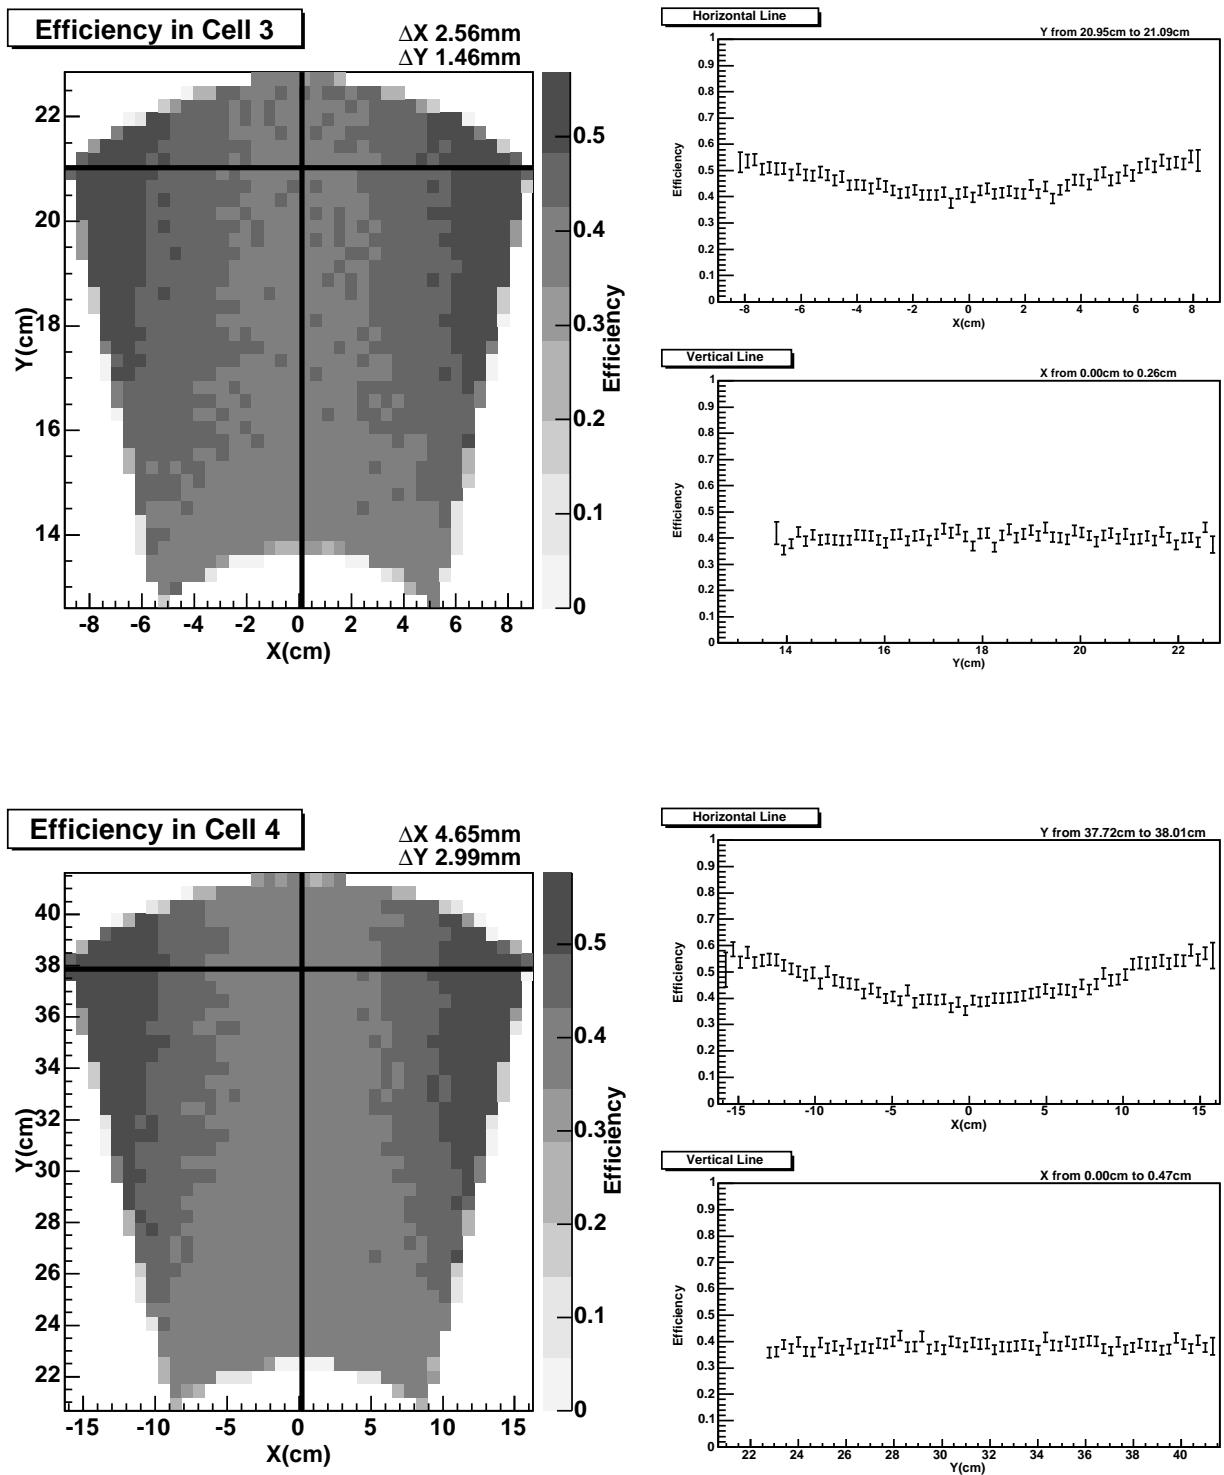 Efficiency in Cell 3
ΔX 2.56mm
ΔY 1.46mm
22
20
18
16
14
Y(cm)
-8 -6 -4 -2 0 2 4 6 8
X(cm)
0.5
0.4
0.3
0.2
0.1
0
Efficiency
Horizontal Line
Y from 20.95cm to 21.09cm
1
0.9
0.8
0.7
0.6
0.5
0.4
0.3
0.2
0.1
0
Efficiency
-8 -6 -4 -2 0 2 4 6 8
X(cm)
Vertical Line
X from 0.00cm to 0.26cm
1
0.9
0.8
0.7
0.6
0.5
0.4
0.3
0.2
0.1
0
Efficiency
14 16 18 20 22
Y(cm)
Efficiency in Cell 4
ΔX 4.65mm
ΔY 2.99mm
40
38
36
34
32
30
28
26
24
22
Y(cm)
-15 -10 -5 0 5 10 15
X(cm)
0.5
0.4
0.3
0.2
0.1
0
Efficiency
Horizontal Line
Y from 37.72cm to 38.01cm
1
0.9
0.8
0.7
0.6
0.5
0.4
0.3
0.2
0.1
0
Efficiency
-15 -10 -5 0 5 10 15
X(cm)
Vertical Line
X from 0.00cm to 0.47cm
1
0.9
0.8
0.7
0.6
0.5
0.4
0.3
0.2
0.1
0
Efficiency
22 24 26 28 30 32 34 36 38 40
Y(cm)